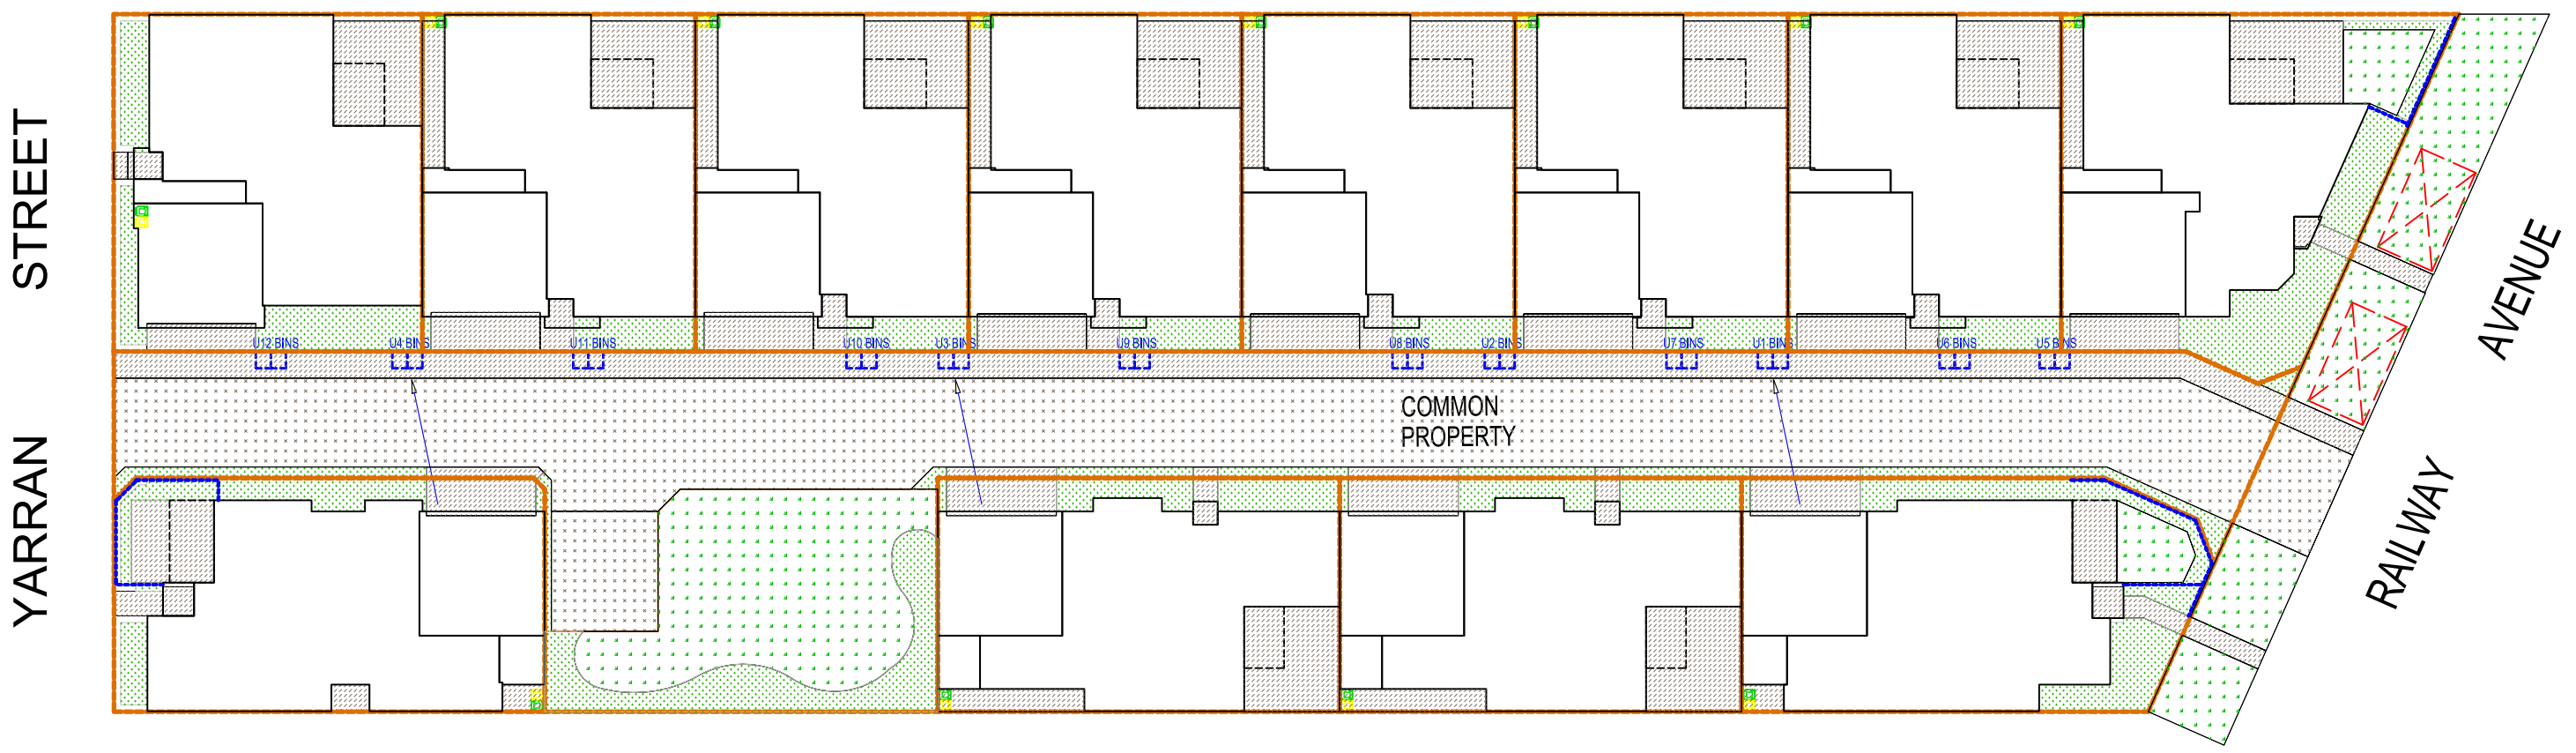 YARRAN STREET
U12 BINS
U4 BINS
U11 BINS
U10 BINS
U3 BINS
U9 BINS
U8 BINS
U2 BINS
U7 BINS
U1 BINS
U6 BINS
U5 BINS
COMMON
PROPERTY
RAILWAY AVENUE